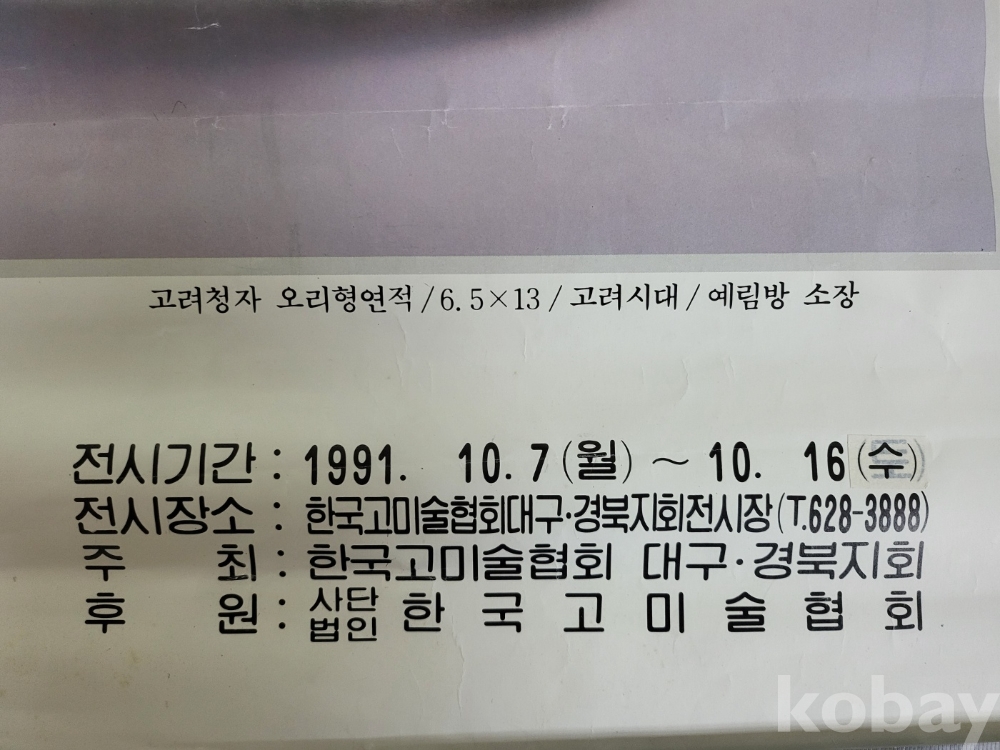 고려청자 오리형연적/6.5×13/고려시대/예림방 소장
전시기간 : 1991. 10. 7 (월) ~ 10. 16 (수)
전시장소 : 한국고미술협회대구·경북지회전시장 (T.628-3888)
주 최 : 한국고미술협회 대구·경북지회
후 원 : 사단법인 한국고미술협회
kobay